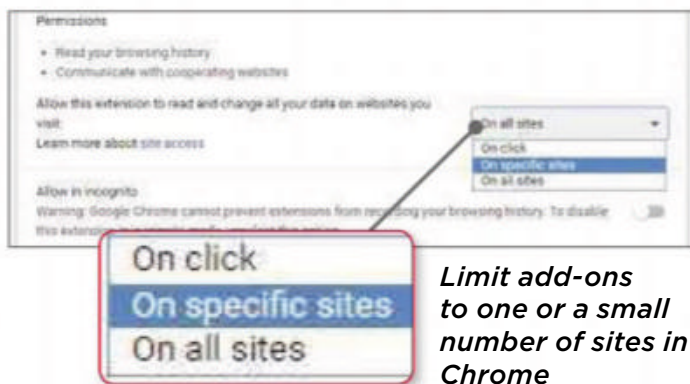 Permissions
• Read your browsing history
• Communicate with cooperating websites
Allow this extension to read and change all your data on websites you
visit:
On all sites
Learn more about site access
On click
On specific sites
On all sites
Allow in incognito
Warning: Google Chrome cannot prevent extensions from recording your browsing history. To disable
this extension in
On click
On specific sites
On all sites
Limit add-ons
to one or a small
number of sites in
Chrome